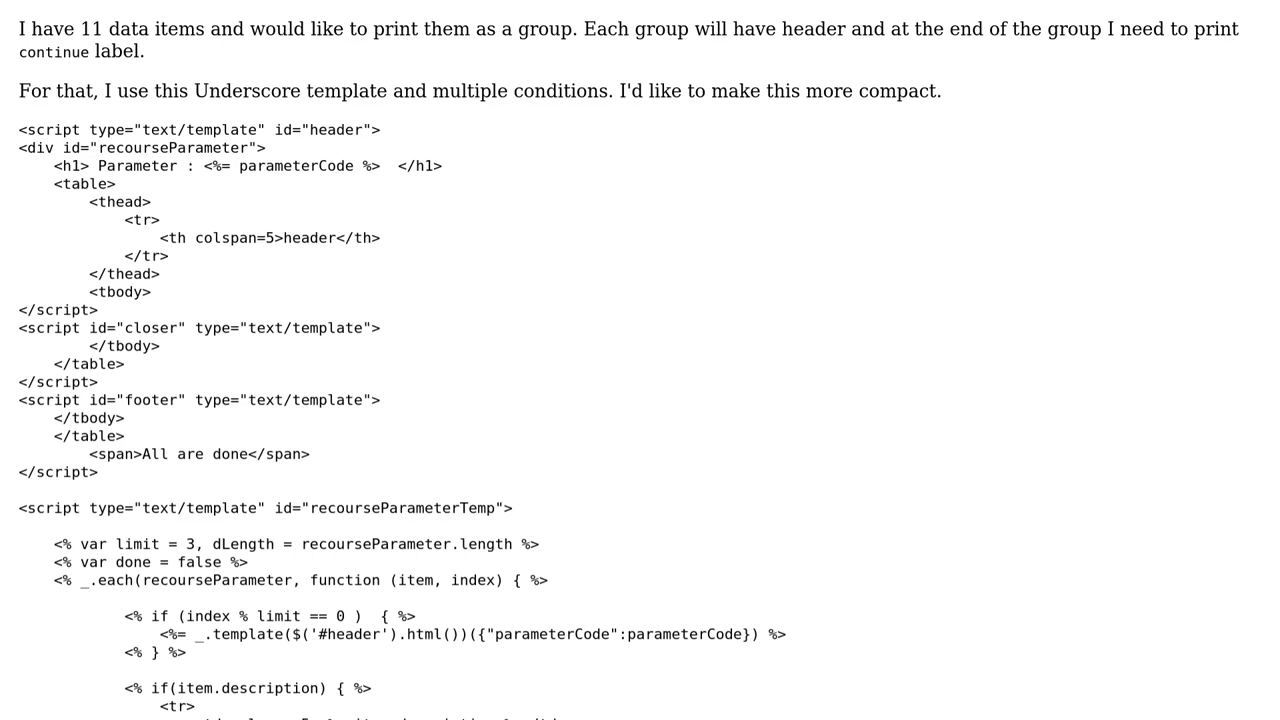 I have 11 data items and would like to print them as a group. Each group will have header and at the end of the group I need to print
continue label.
For that, I use this Underscore template and multiple conditions. I'd like to make this more compact.
<script type="text/template" id="header">
<div id="recourseParameter">
    <h1> Parameter : <%= parameterCode %>  </h1>
    <table>
        <thead>
            <tr>
                <th colspan=5>header</th>
            </tr>
        </thead>
        <tbody>
</script>
<script id="closer" type="text/template">
        </tbody>
    </table>
</script>
<script id="footer" type="text/template">
    </tbody>
    </table>
        <span>All are done</span>
</script>
<script type="text/template" id="recourseParameterTemp">
    <% var limit = 3, dLength = recourseParameter.length %>
    <% var done = false %>
    <% _.each(recourseParameter, function (item, index) { %>
            <% if (index % limit == 0 )  { %>
                <%= _.template($('#header').html())({"parameterCode":parameterCode}) %>
            <% } %>
            <% if(item.description) { %>
                <tr>